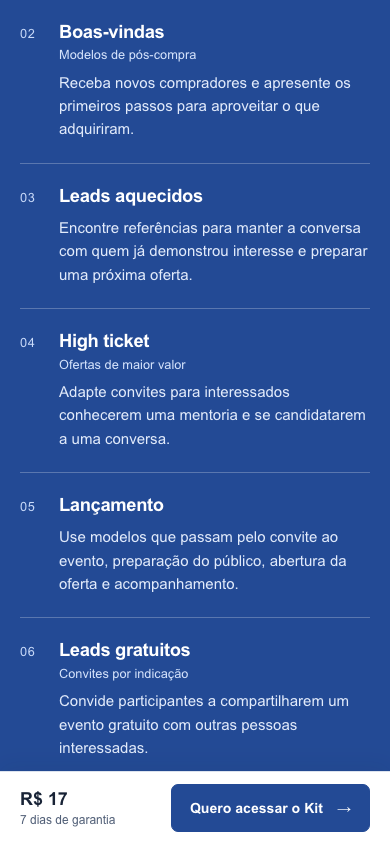 02 Boas-vindas
Modelos de pós-compra
Receba novos compradores e apresente os
primeiros passos para aproveitar o que
adquiriram.
03 Leads aquecidos
Encontre referências para manter a conversa
com quem já demonstrou interesse e preparar
uma próxima oferta.
04 High ticket
Ofertas de maior valor
Adapte convites para interessados
conhecerem uma mentoria e se candidatarem
a uma conversa.
05 Lançamento
Use modelos que passam pelo convite ao
evento, preparação do público, abertura da
oferta e acompanhamento.
06 Leads gratuitos
Convites por indicação
Convide participantes a compartilharem um
evento gratuito com outras pessoas
interessadas.
R$ 17
7 dias de garantia
Quero acessar o Kit →